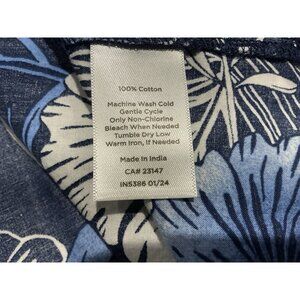 100% Cotton
Machine Wash Cold
Gentle Cycle
Only Non-Chlorine
Bleach When Needed
Tumble Dry Low
Warm Iron, If Needed
Made In India
CA# 23147
IN5386 01/24